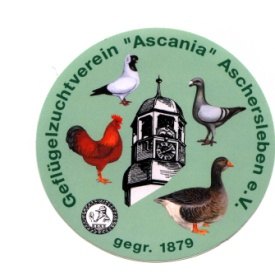 Geflügelzuchtverein "Ascania" Aschersleben e.V.
gegr. 1879